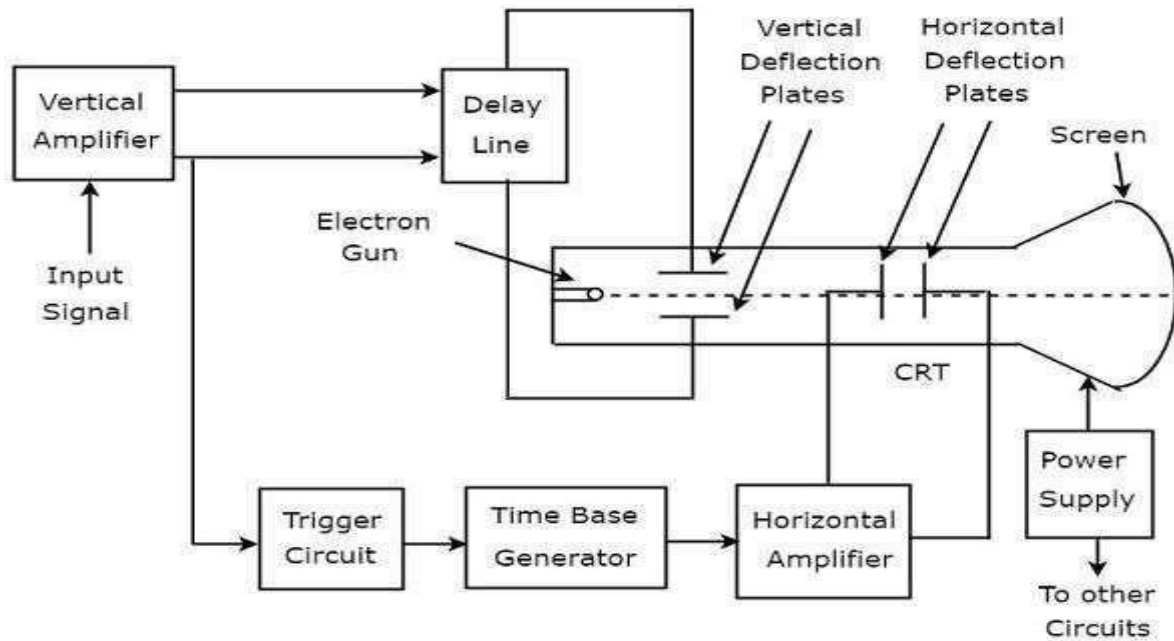 Vertical
Amplifier
Delay
Line
Vertical
Deflection
Plates
Horizontal
Deflection
Plates
Screen
Electron
Gun
Input
Signal
CRT
Trigger
Circuit
Time Base
Generator
Horizontal
Amplifier
Power
Supply
To other
Circuits